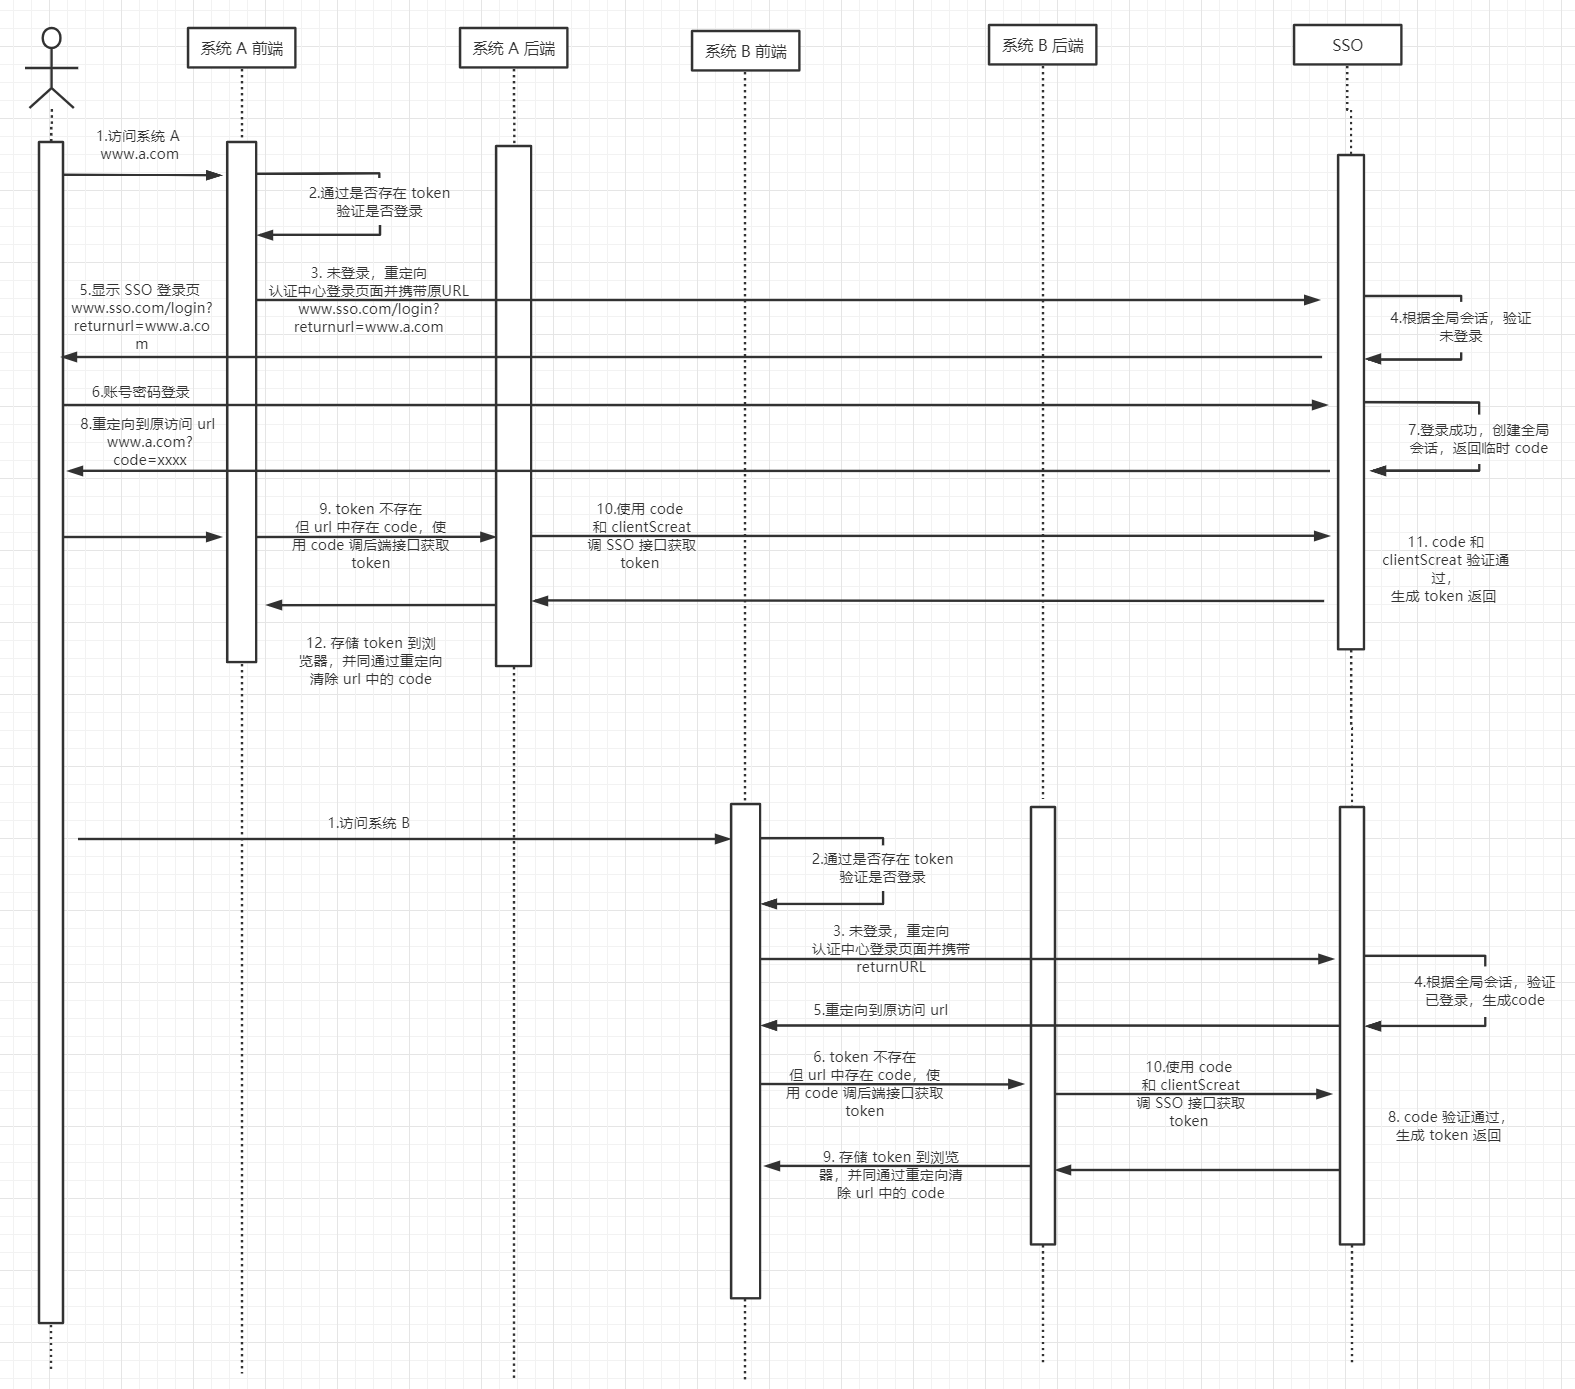 系统 A 前端
系统 A 后端
系统 B 前端
系统 B 后端
SSO
1.访问系统 A
www.a.com
2.通过是否存在 token
验证是否登录
3. 未登录，重定向
认证中心登录页面并携带原URL
www.sso.com/login?
returnurl=www.a.com
4.根据全局会话，验证
未登录
5.显示 SSO 登录页
www.sso.com/login?
returnurl=www.a.co
m
6.账号密码登录
7.登录成功，创建全局
会话，返回临时 code
8.重定向到原访问 url
www.a.com?
code=xxxx
9. token 不存在
但 url 中存在 code，使
用 code 调后端接口获取
token
10.使用 code
和 clientScreat
调 SSO 接口获取
token
11. code 和
clientScreat 验证通
过，
生成 token 返回
12. 存储 token 到浏
览器，并同通过重定向
清除 url 中的 code
1.访问系统 B
2.通过是否存在 token
验证是否登录
3. 未登录，重定向
认证中心登录页面并携带
returnURL
4.根据全局会话，验证
已登录，生成code
5.重定向到原访问 url
6. token 不存在
但 url 中存在 code，使
用 code 调后端接口获取
token
10.使用 code
和 clientScreat
调 SSO 接口获取
token
8. code 验证通过，
生成 token 返回
9. 存储 token 到浏览
器，并同通过重定向清
除 url 中的 code